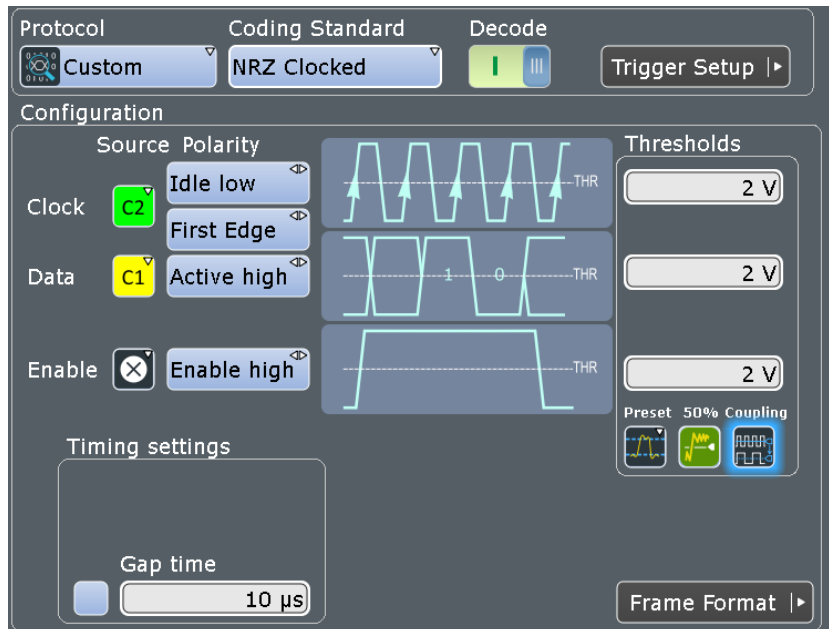 Protocol Coding Standard Decode
Custom NRZ Clocked I III Trigger Setup
Configuration
Source Polarity Thresholds
Idle low THR 2 V
Clock C2
First Edge
Data C1 Active high 1 0 THR 2 V
Enable Enable high THR 2 V
Preset 50% Coupling
Timing settings
Gap time
10 µs Frame Format